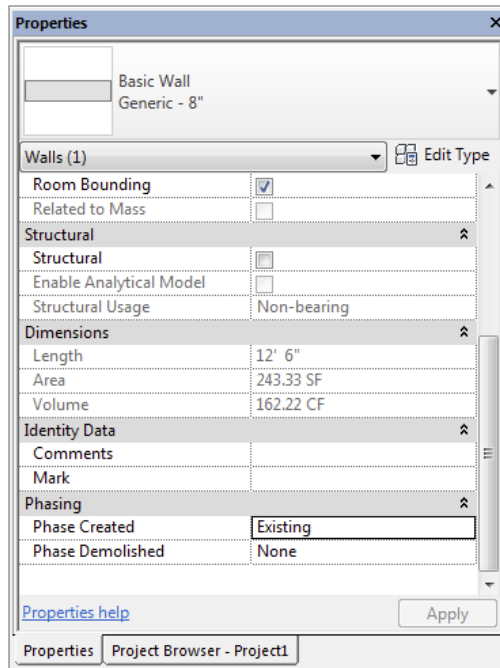 Properties
Basic Wall
Generic - 8"
Walls (1) Edit Type
Room Bounding
Related to Mass
Structural
Structural
Enable Analytical Model
Structural Usage Non-bearing
Dimensions
Length 12' 6"
Area 243.33 SF
Volume 162.22 CF
Identity Data
Comments
Mark
Phasing
Phase Created Existing
Phase Demolished None
Properties help Apply
Properties Project Browser - Project1